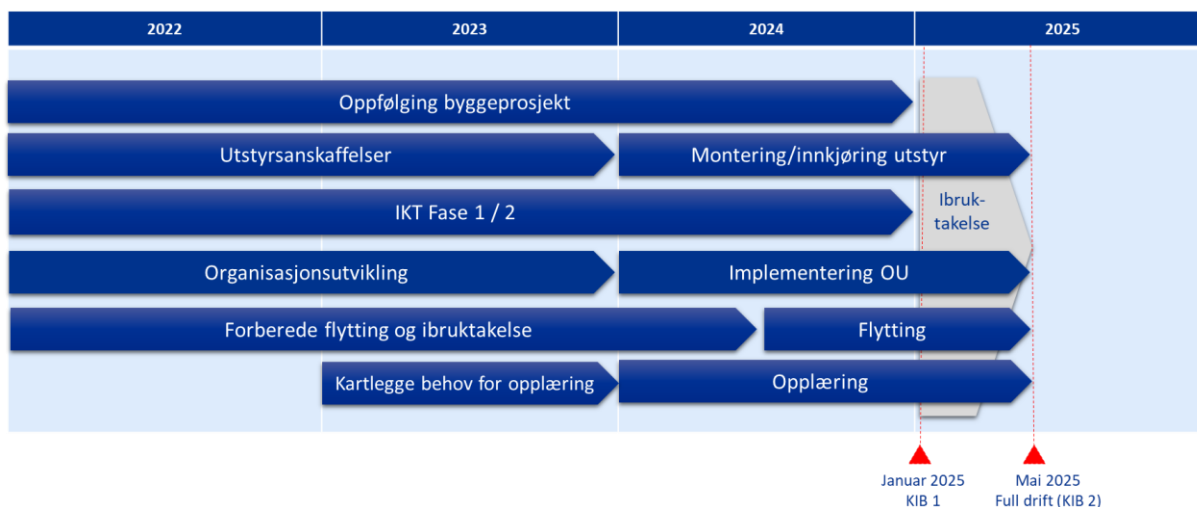 2022 2023 2024 2025
Oppfølging byggeprosjekt
Utstyrsanskaffelser Montering/innkjøring utstyr
IKT Fase 1 / 2
Ibruk-
takelse
Organisasjonsutvikling Implementering OU
Forberede flytting og ibruktakelse Flytting
Kartlegge behov for opplæring Opplæring
Januar 2025
KIB 1
Mai 2025
Full drift (KIB 2)